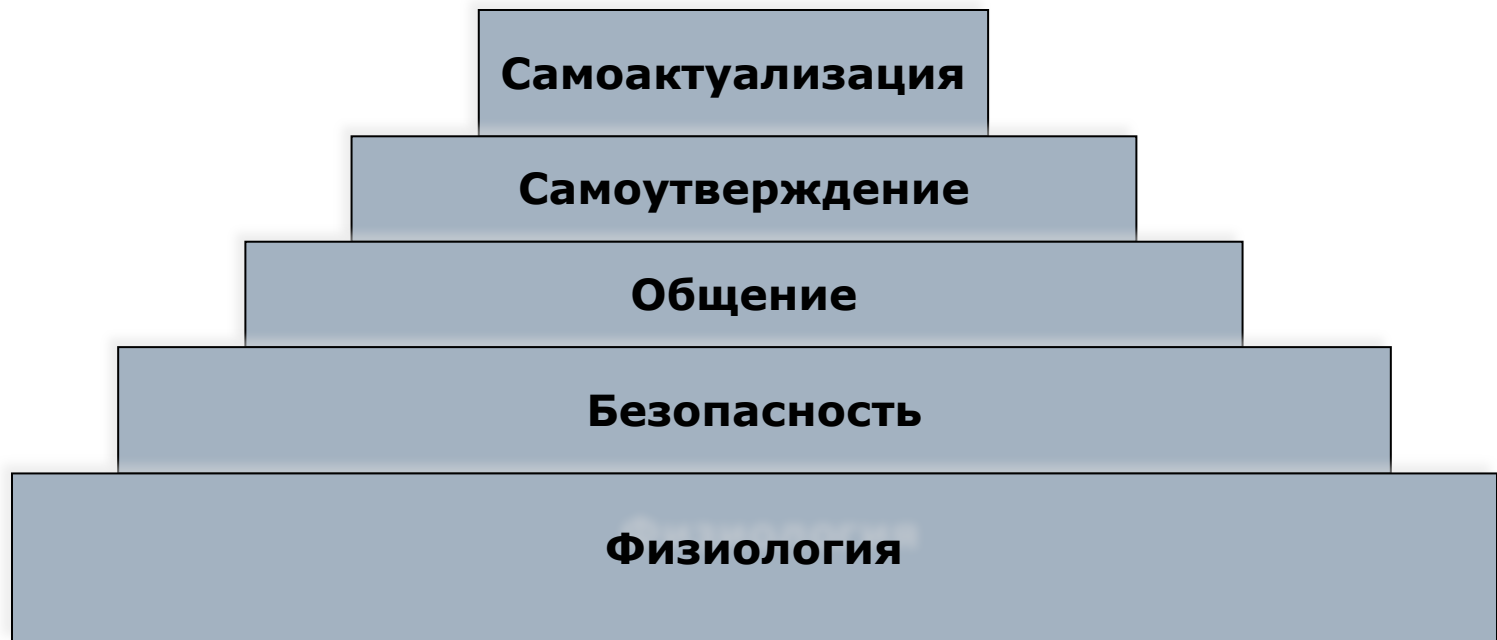 Самоактуализация
Самоутверждение
Общение
Безопасность
Физиология